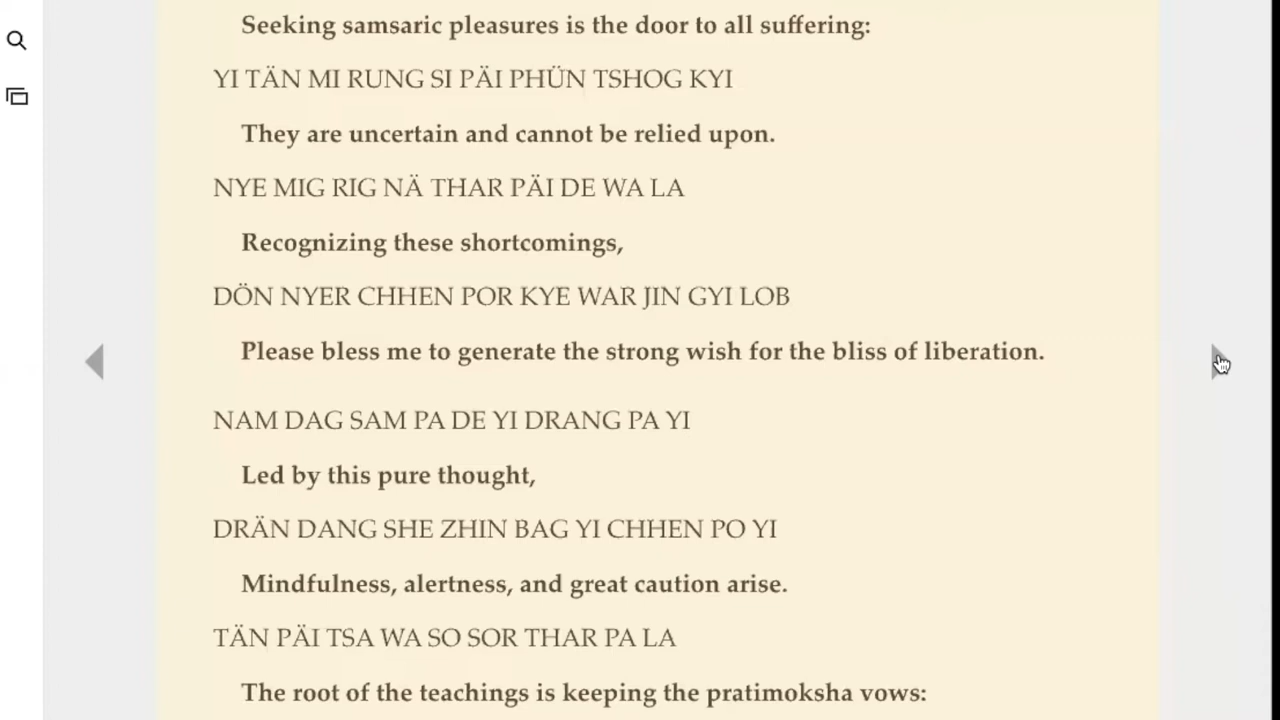 Seeking samsaric pleasures is the door to all suffering:
YI TÄN MI RUNG SI PÄI PHÜN TSHOG KYI
They are uncertain and cannot be relied upon.
NYE MIG RIG NÄ THAR PÄI DE WA LA
Recognizing these shortcomings,
DÖN NYER CHHEN POR KYE WAR JIN GYI LOB
Please bless me to generate the strong wish for the bliss of liberation.
NAM DAG SAM PA DE YI DRANG PA YI
Led by this pure thought,
DRÄN DANG SHE ZHIN BAG YI CHHEN PO YI
Mindfulness, alertness, and great caution arise.
TÄN PÄI TSA WA SO SOR THAR PA LA
The root of the teachings is keeping the pratimoksha vows: